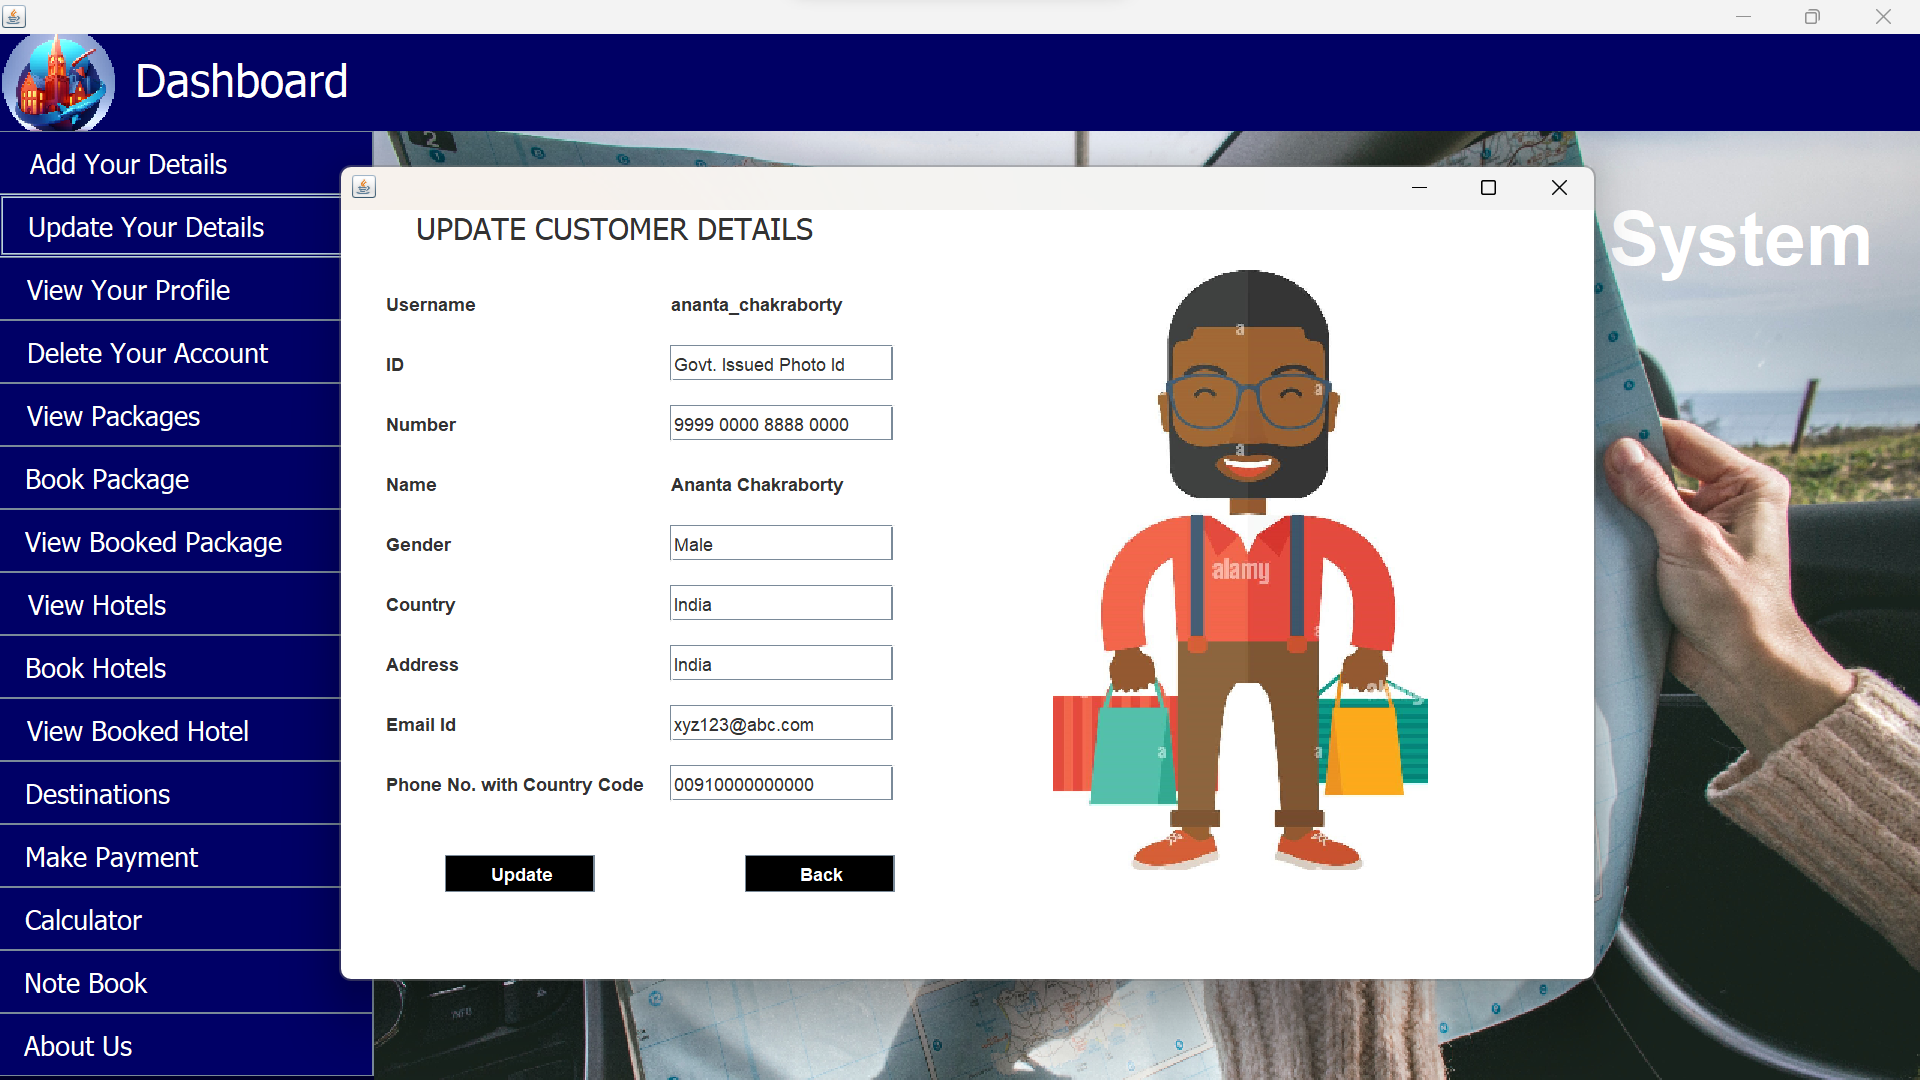 Dashboard
Add Your Details
Update Your Details
View Your Profile
Delete Your Account
View Packages
Book Package
View Booked Package
View Hotels
Book Hotels
View Booked Hotel
Destinations
Make Payment
Calculator
Note Book
About Us
System
UPDATE CUSTOMER DETAILS
Username ananta_chakraborty
ID Govt. Issued Photo Id
Number 9999 0000 8888 0000
Name Ananta Chakraborty
Gender Male
Country India
Address India
Email Id xyz123@abc.com
Phone No. with Country Code 00910000000000
Update Back
alamy
a
a
a
a
a
a
2